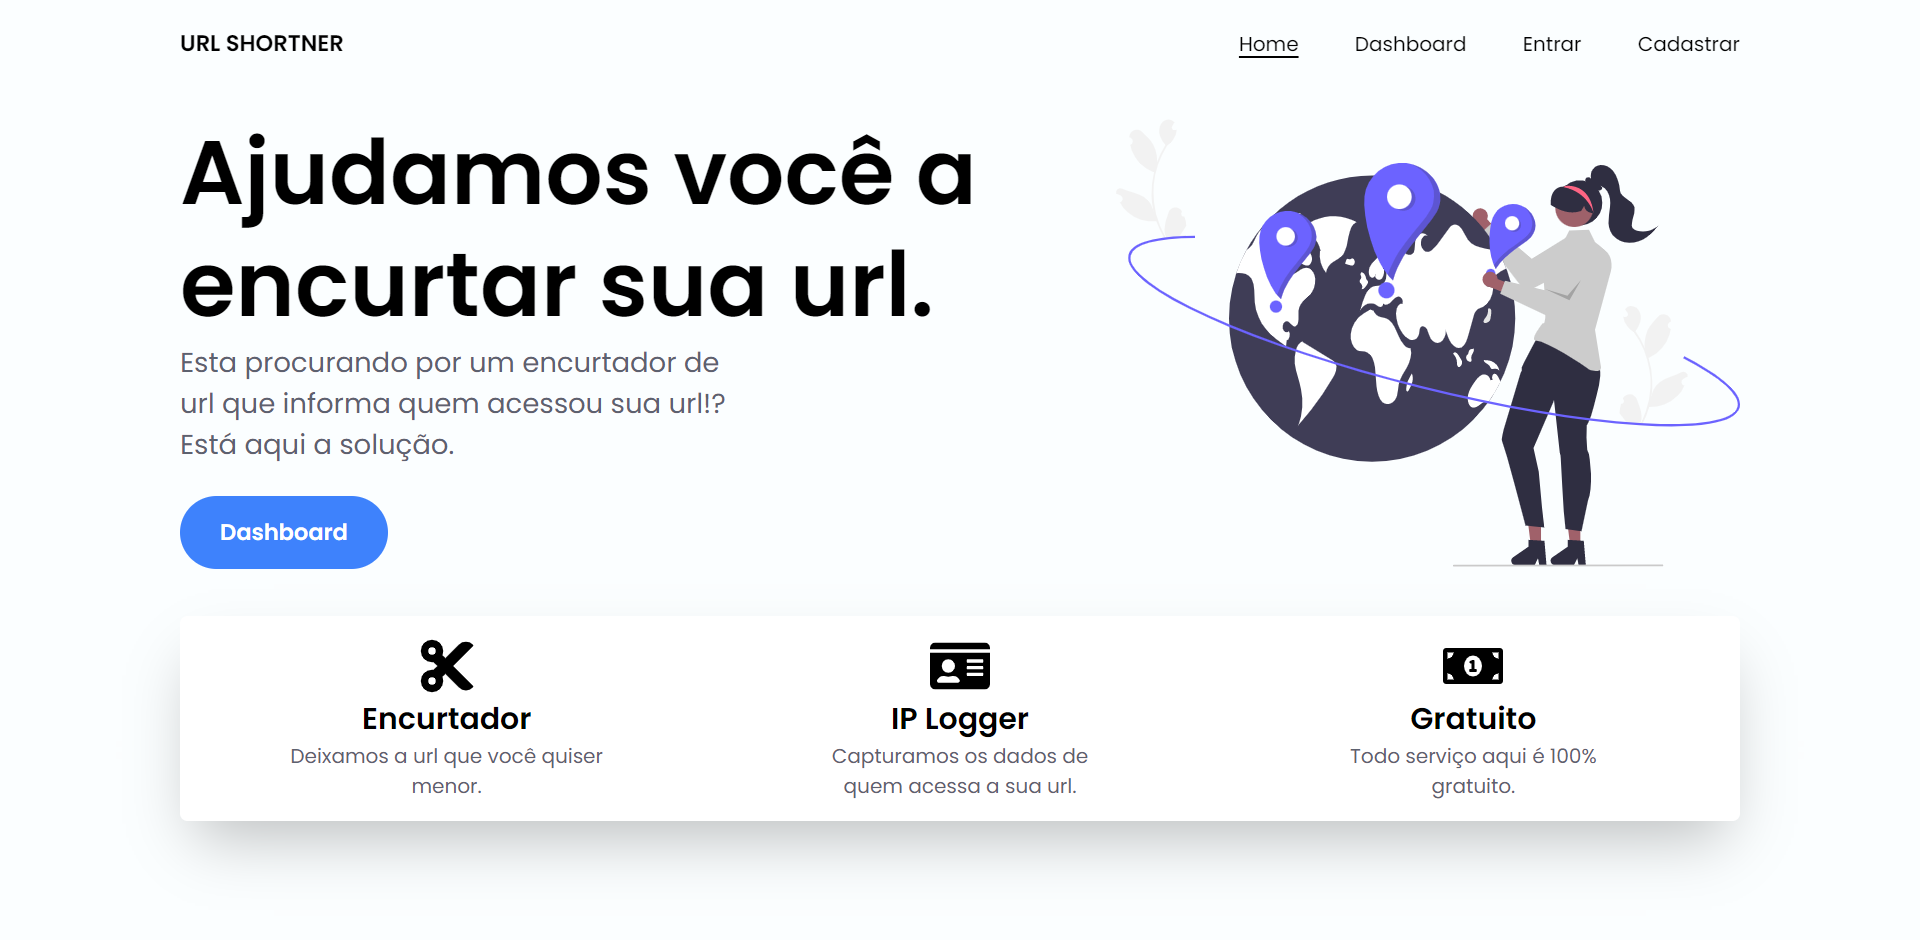 URL SHORTNER
Home
Dashboard
Entrar
Cadastrar
Ajudamos você a
encurtar sua url.
Esta procurando por um encurtador de
url que informa quem acessou sua url!?
Está aqui a solução.
Dashboard
Encurtador
Deixamos a url que você quiser
menor.
IP Logger
Capturamos os dados de
quem acessa a sua url.
1
Gratuito
Todo serviço aqui é 100%
gratuito.